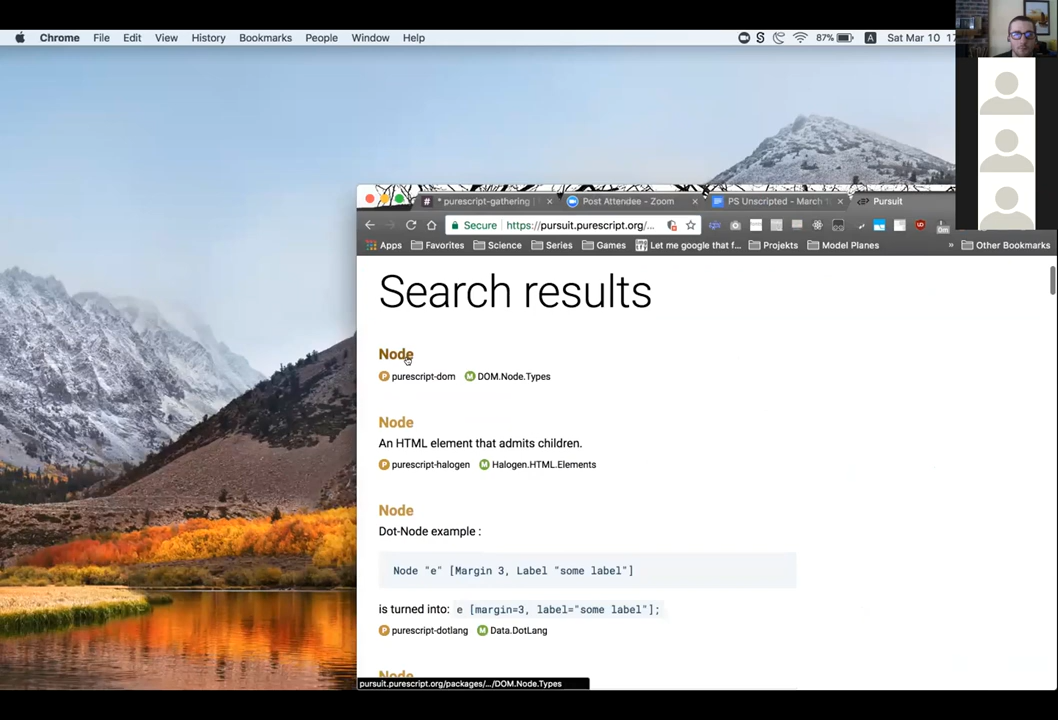 Chrome File Edit View History Bookmarks People Window Help 87% A Sat Mar 10 17
# * purescript-gathering | Post Attendee - Zoom PS Unscripted - March Pursuit
Secure https://pursuit.purescript.org/...
Apps Favorites Science Series Games Let me google that f... Projekts Model Planes » Other Bookmarks
Search results
Node
P purescript-dom M DOM.Node.Types
Node
An HTML element that admits children.
P purescript-halogen M Halogen.HTML.Elements
Node
Dot-Node example :
Node "e" [Margin 3, Label "some label"]
is turned into: e [margin=3, label="some label"];
P purescript-dotlang M Data.DotLang
Node
pursuit.purescript.org/packages/.../DOM.Node.Types